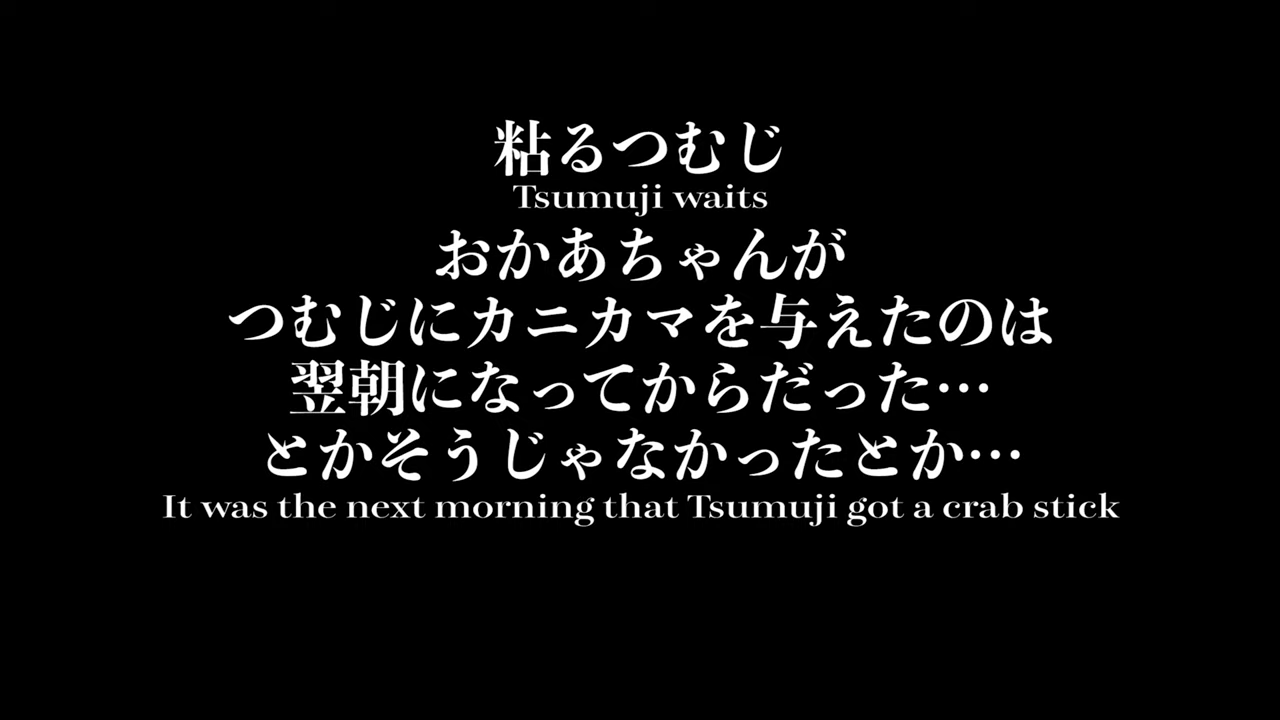 粘るつむじ
Tsumuji waits
おかあちゃんが
つむじにカニカマを与えたのは
翌朝になってからだった…
とかそうじゃなかったとか…
It was the next morning that Tsumuji got a crab stick